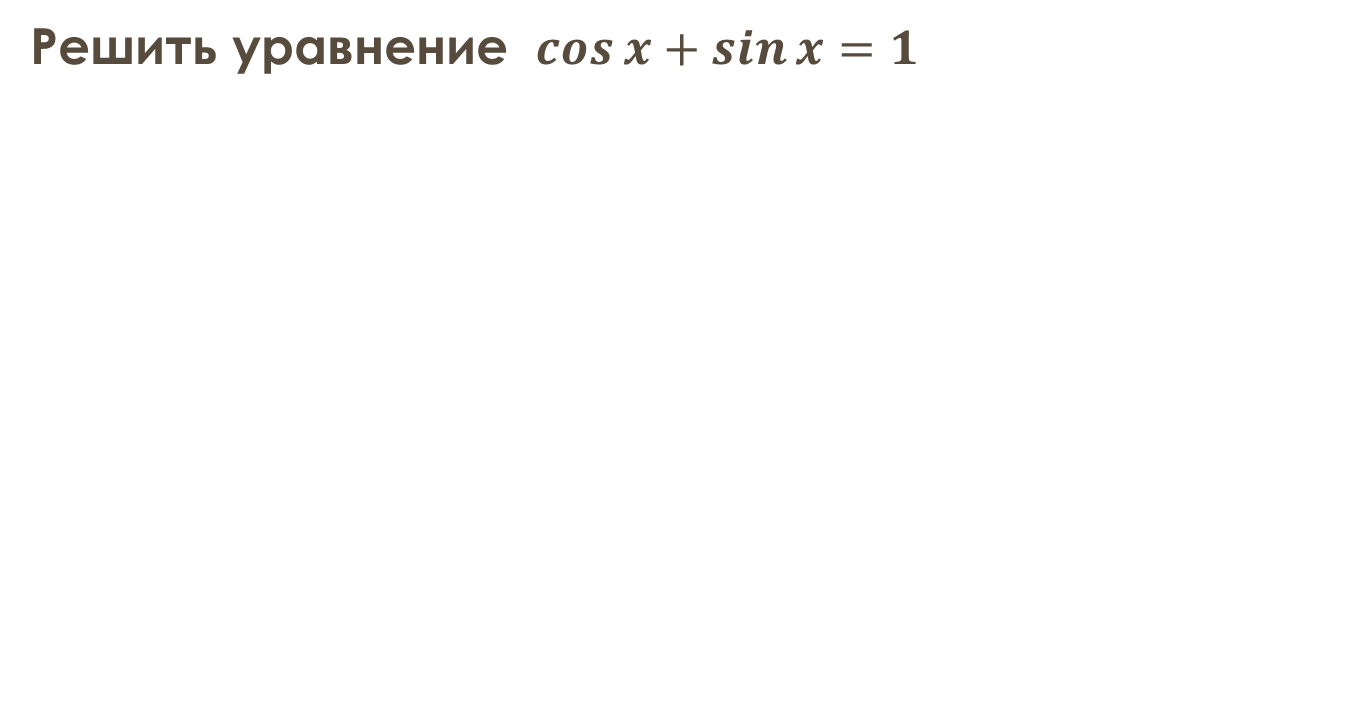 Решить уравнение cos x + sin x = 1